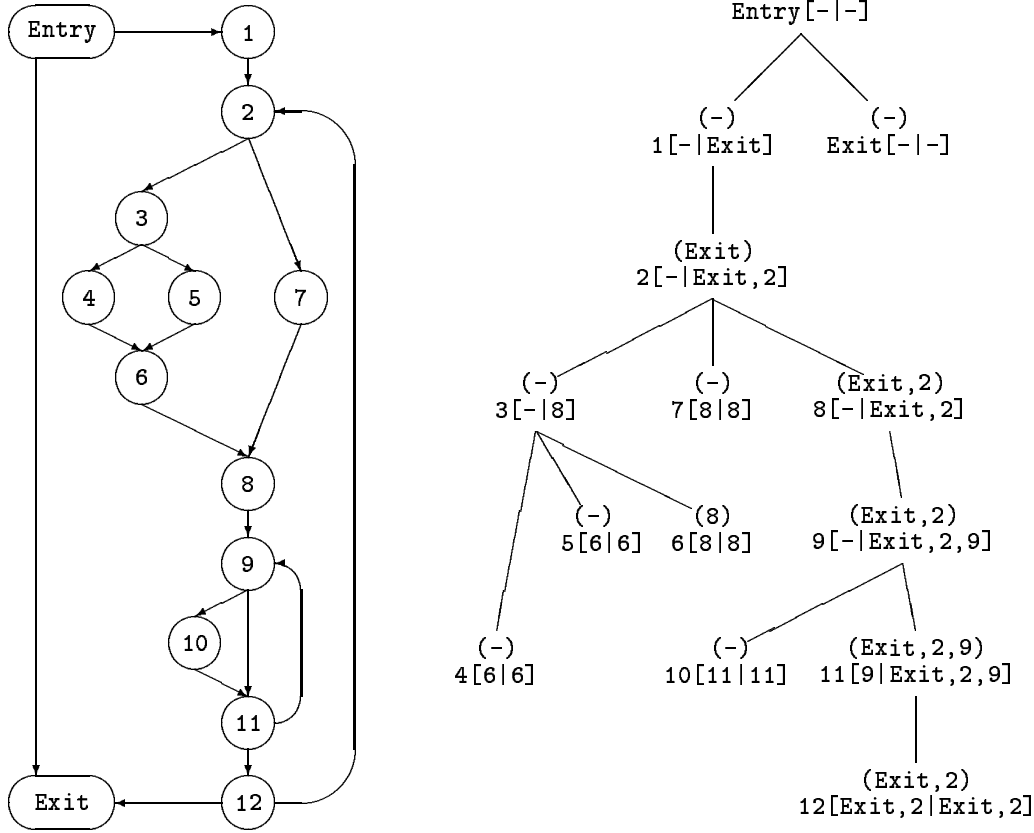 Entry
1
2
3
4
5
7
6
8
9
10
11
Exit
12
Entry[-|-]
(-)
1[-|Exit]
(-)
Exit[-|-]
(Exit)
2[-|Exit,2]
(-)
3[-|8]
(-)
7[8|8]
(Exit,2)
8[-|Exit,2]
(-)
5[6|6]
(8)
6[8|8]
(Exit,2)
9[-|Exit,2,9]
(-)
4[6|6]
(-)
10[11|11]
(Exit,2,9)
11[9|Exit,2,9]
(Exit,2)
12[Exit,2|Exit,2]